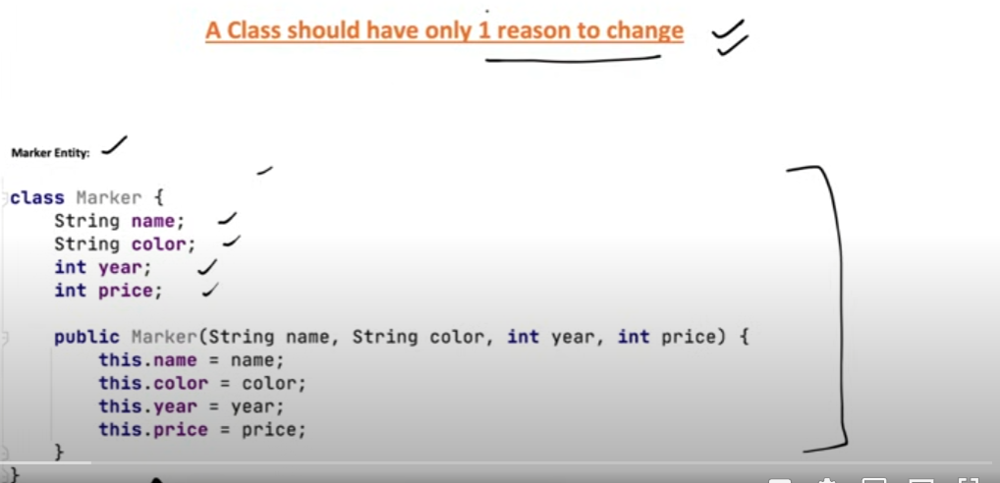 A Class should have only 1 reason to change
Marker Entity:
class Marker {
String name;
String color;
int year;
int price;
public Marker(String name, String color, int year, int price) {
this.name = name;
this.color = color;
this.year = year;
this.price = price;
}
}